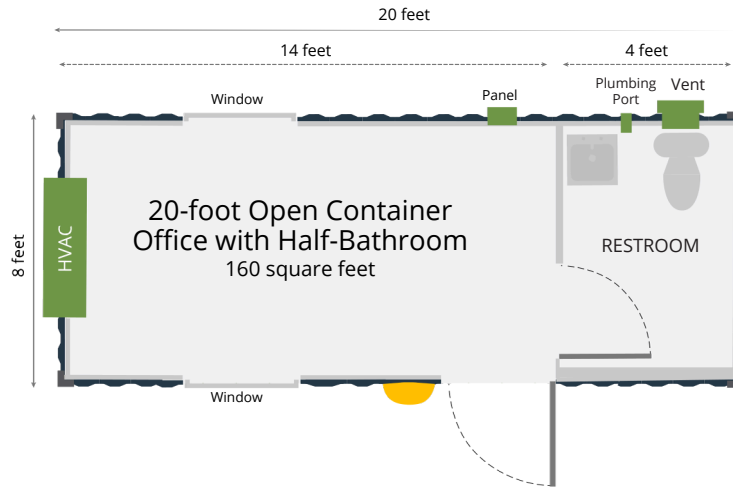 20 feet
14 feet
4 feet
Window
Panel
Plumbing
Port
Vent
8 feet
HVAC
20-foot Open Container
Office with Half-Bathroom
160 square feet
RESTROOM
Window